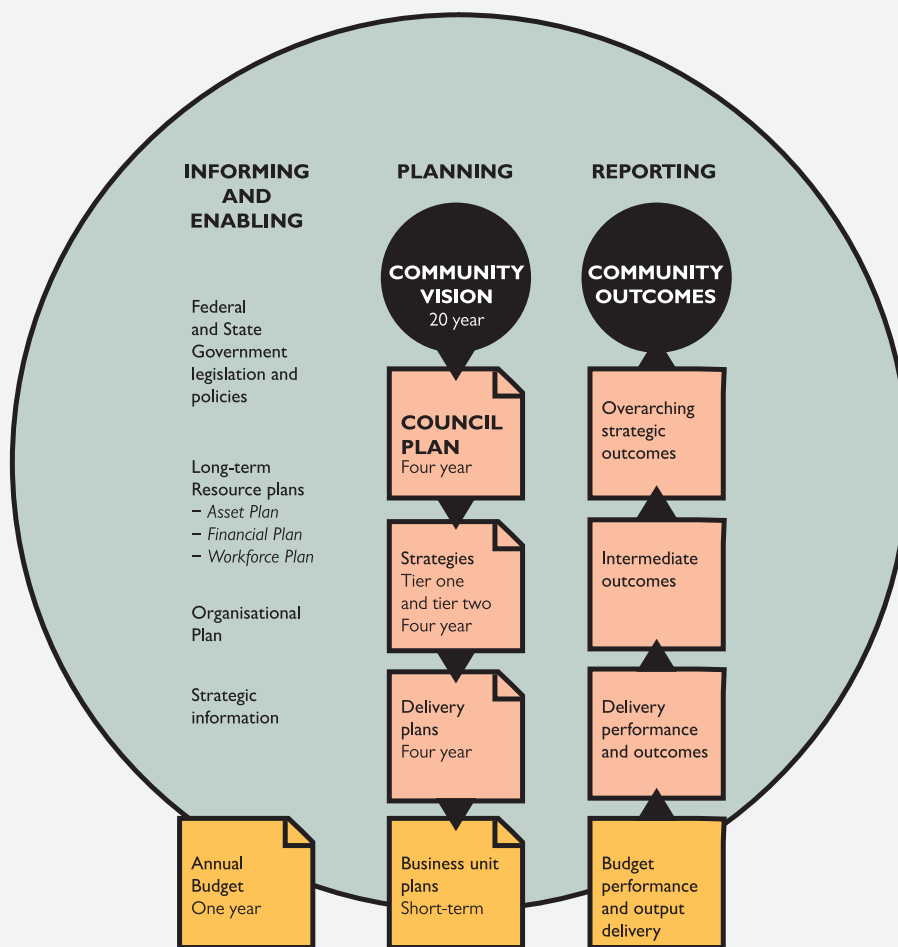 INFORMING
AND
ENABLING
Federal
and State
Government
legislation and
policies
Long-term
Resource plans
– Asset Plan
– Financial Plan
– Workforce Plan
Organisational
Plan
Strategic
information
Annual
Budget
One year
PLANNING
COMMUNITY
VISION
20 year
COUNCIL
PLAN
Four year
Strategies
Tier one
and tier two
Four year
Delivery
plans
Four year
Business unit
plans
Short-term
REPORTING
COMMUNITY
OUTCOMES
Overarching
strategic
outcomes
Intermediate
outcomes
Delivery
performance
and outcomes
Budget
performance
and output
delivery